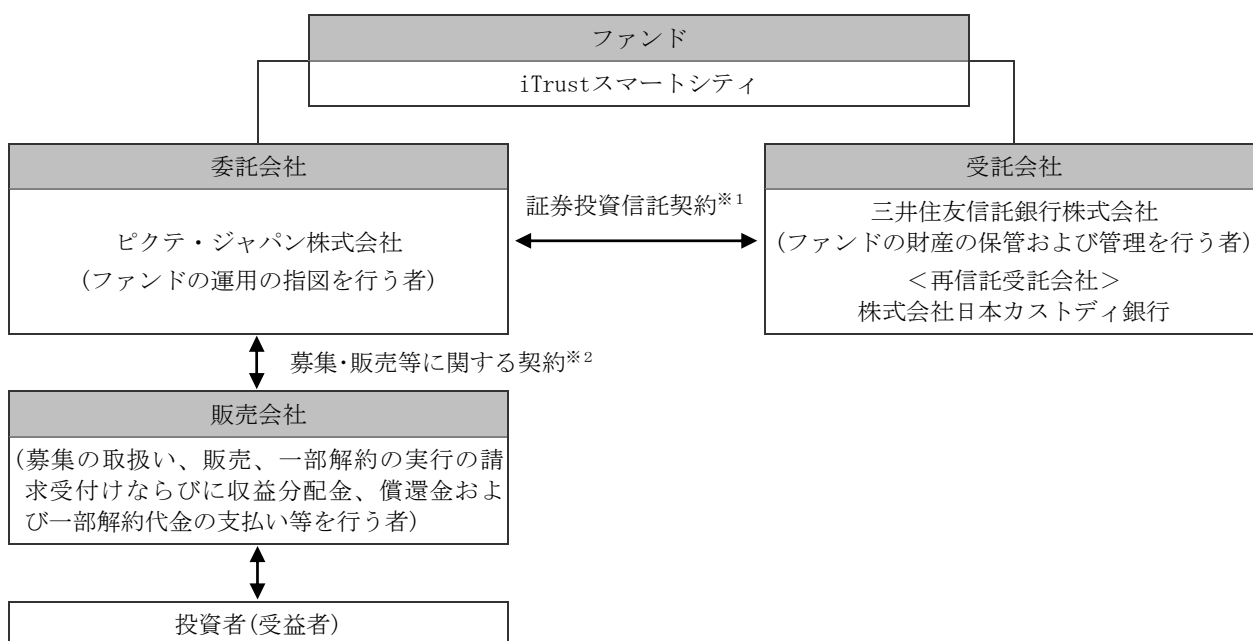 ファンド
iTrustスマートシティ
委託会社
ピクテ・ジャパン株式会社
(ファンドの運用の指図を行う者)
証券投資信託契約※1
受託会社
三井住友信託銀行株式会社
(ファンドの財産の保管および管理を行う者)
＜再信託受託会社＞
株式会社日本カストディ銀行
募集・販売等に関する契約※2
販売会社
(募集の取扱い、販売、一部解約の実行の請
求受付けならびに収益分配金、償還金およ
び一部解約代金の支払い等を行う者)
投資者(受益者)